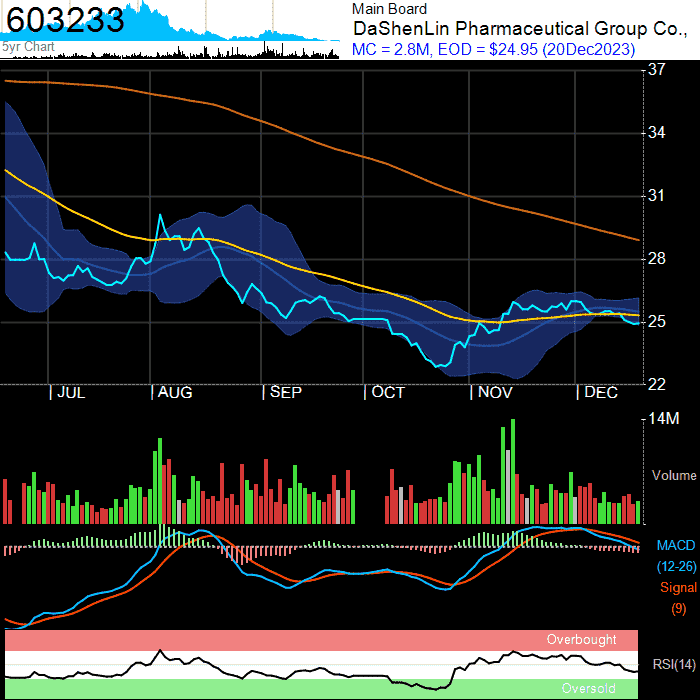 603233
5yr Chart
Main Board
DaShenLin Pharmaceutical Group Co.,
MC = 2.8M, EOD = $24.95 (20Dec2023)
37
34
31
28
25
22
| JUL | AUG | SEP | OCT | NOV | DEC
14M
Volume
MACD
(12-26)
Signal
(9)
Overbought
RSI(14)
Oversold